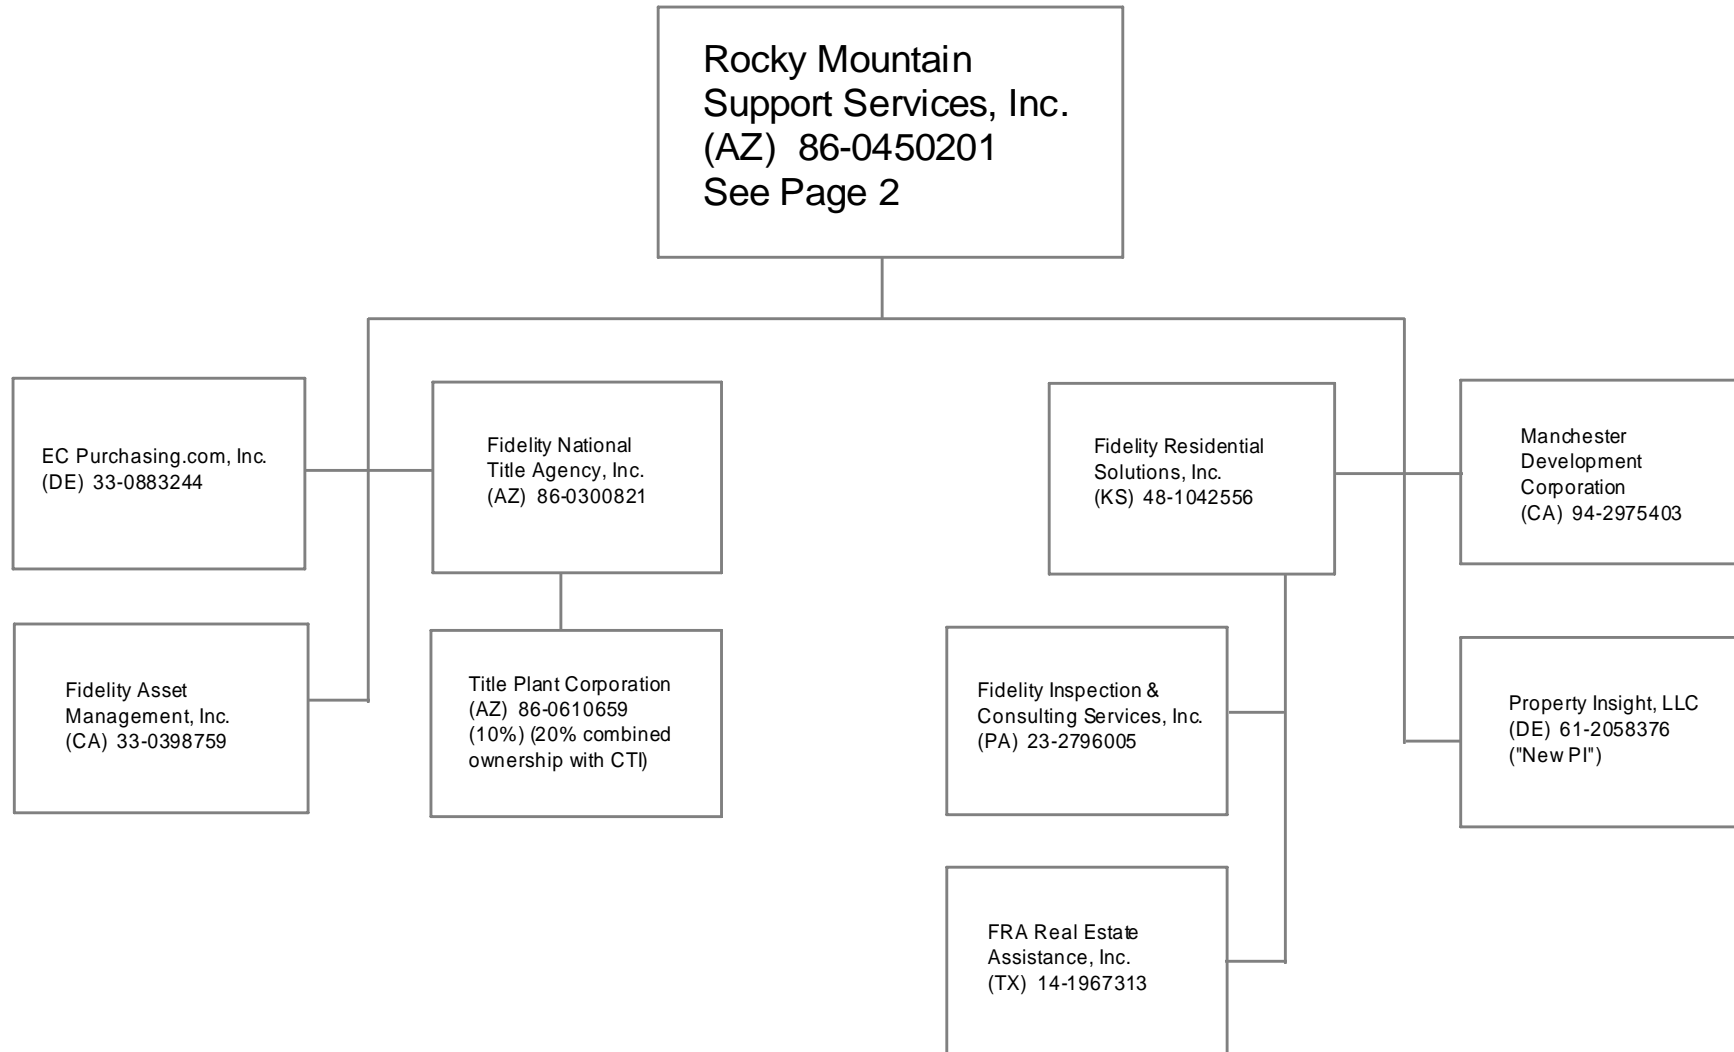 Rocky Mountain
Support Services, Inc.
(AZ) 86-0450201
See Page 2
EC Purchasing.com, Inc.
(DE) 33-0883244
Fidelity National
Title Agency, Inc.
(AZ) 86-0300821
Fidelity Residential
Solutions, Inc.
(KS) 48-1042556
Manchester
Development
Corporation
(CA) 94-2975403
Fidelity Asset
Management, Inc.
(CA) 33-0398759
Title Plant Corporation
(AZ) 86-0610659
(10%) (20% combined
ownership with CTI)
Fidelity Inspection &
Consulting Services, Inc.
(PA) 23-2796005
Property Insight, LLC
(DE) 61-2058376
("New PI")
FRA Real Estate
Assistance, Inc.
(TX) 14-1967313